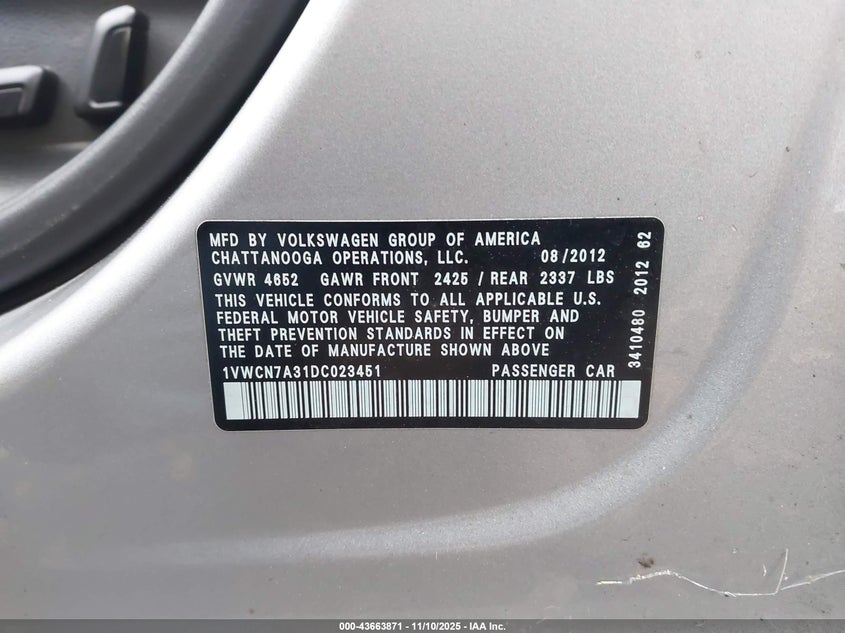 MFD BY VOLKSWAGEN GROUP OF AMERICA
CHATTANOOGA OPERATIONS, LLC. 08/2012
GVWR 4652 GAWR FRONT 2425 / REAR 2337 LBS
THIS VEHICLE CONFORMS TO ALL APPLICABLE U.S.
FEDERAL MOTOR VEHICLE SAFETY, BUMPER AND
THEFT PREVENTION STANDARDS IN EFFECT ON
THE DATE OF MANUFACTURE SHOWN ABOVE
1VWCN7A31DC023451 PASSENGER CAR
3410480 2012 62
000-43663871 - 11/10/2025 - IAA Inc.